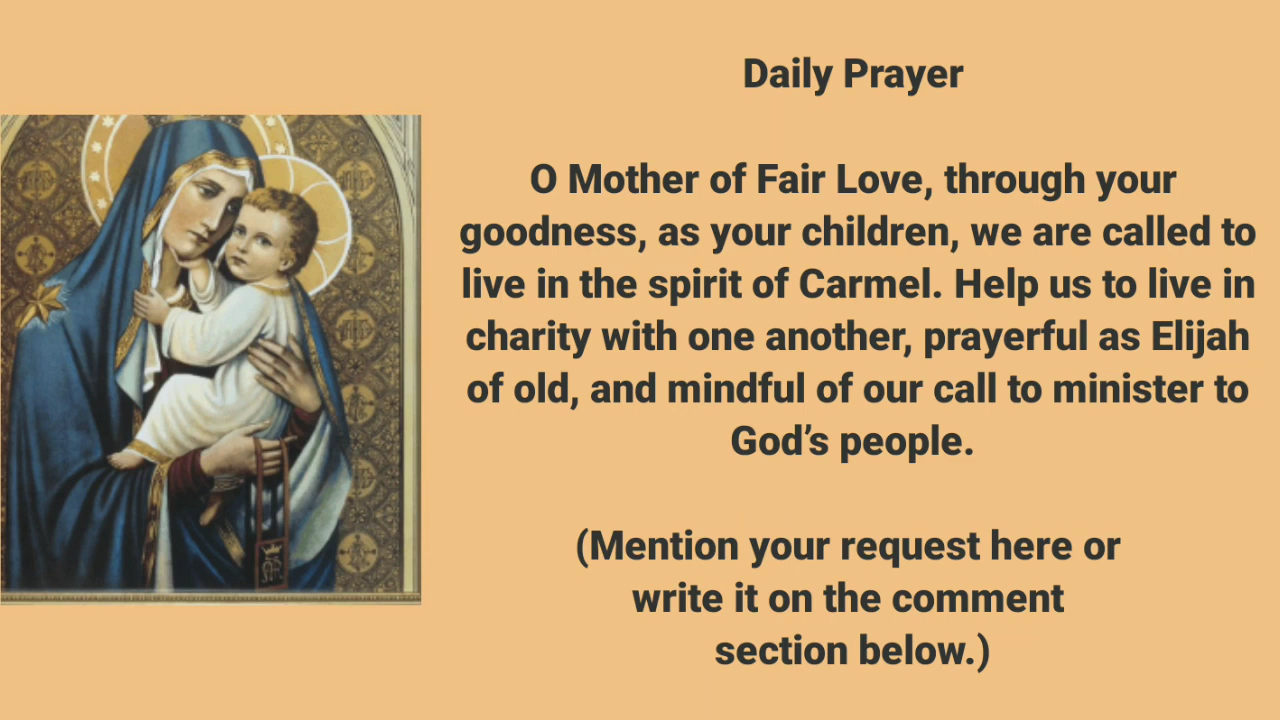 Daily Prayer
O Mother of Fair Love, through your
goodness, as your children, we are called to
live in the spirit of Carmel. Help us to live in
charity with one another, prayerful as Elijah
of old, and mindful of our call to minister to
God’s people.
(Mention your request here or
write it on the comment
section below.)